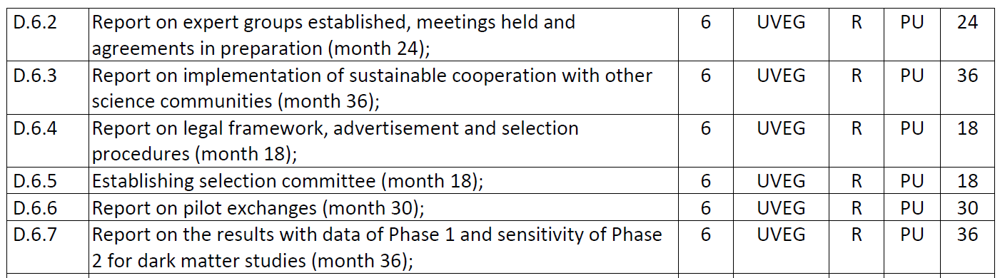 D.6.2 Report on expert groups established, meetings held and 6 UVEG R PU 24
agreements in preparation (month 24);
D.6.3 Report on implementation of sustainable cooperation with other 6 UVEG R PU 36
science communities (month 36);
D.6.4 Report on legal framework, advertisement and selection 6 UVEG R PU 18
procedures (month 18);
D.6.5 Establishing selection committee (month 18); 6 UVEG R PU 18
D.6.6 Report on pilot exchanges (month 30); 6 UVEG R PU 30
D.6.7 Report on the results with data of Phase 1 and sensitivity of Phase 6 UVEG R PU 36
2 for dark matter studies (month 36);